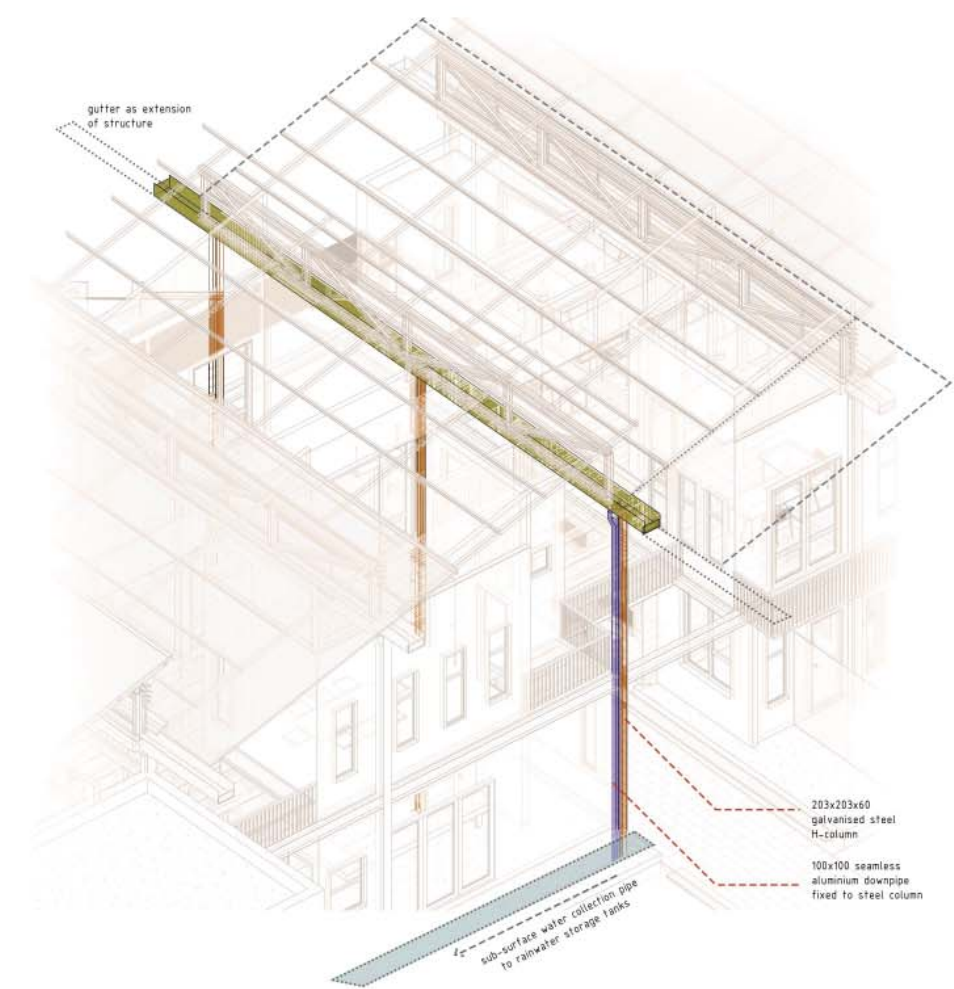 gutter as extension
of structure
203x203x60
galvanised steel
H-column
100x100 seamless
aluminium downpipe
fixed to steel column
sub-surface water collection pipe
to rainwater storage tanks